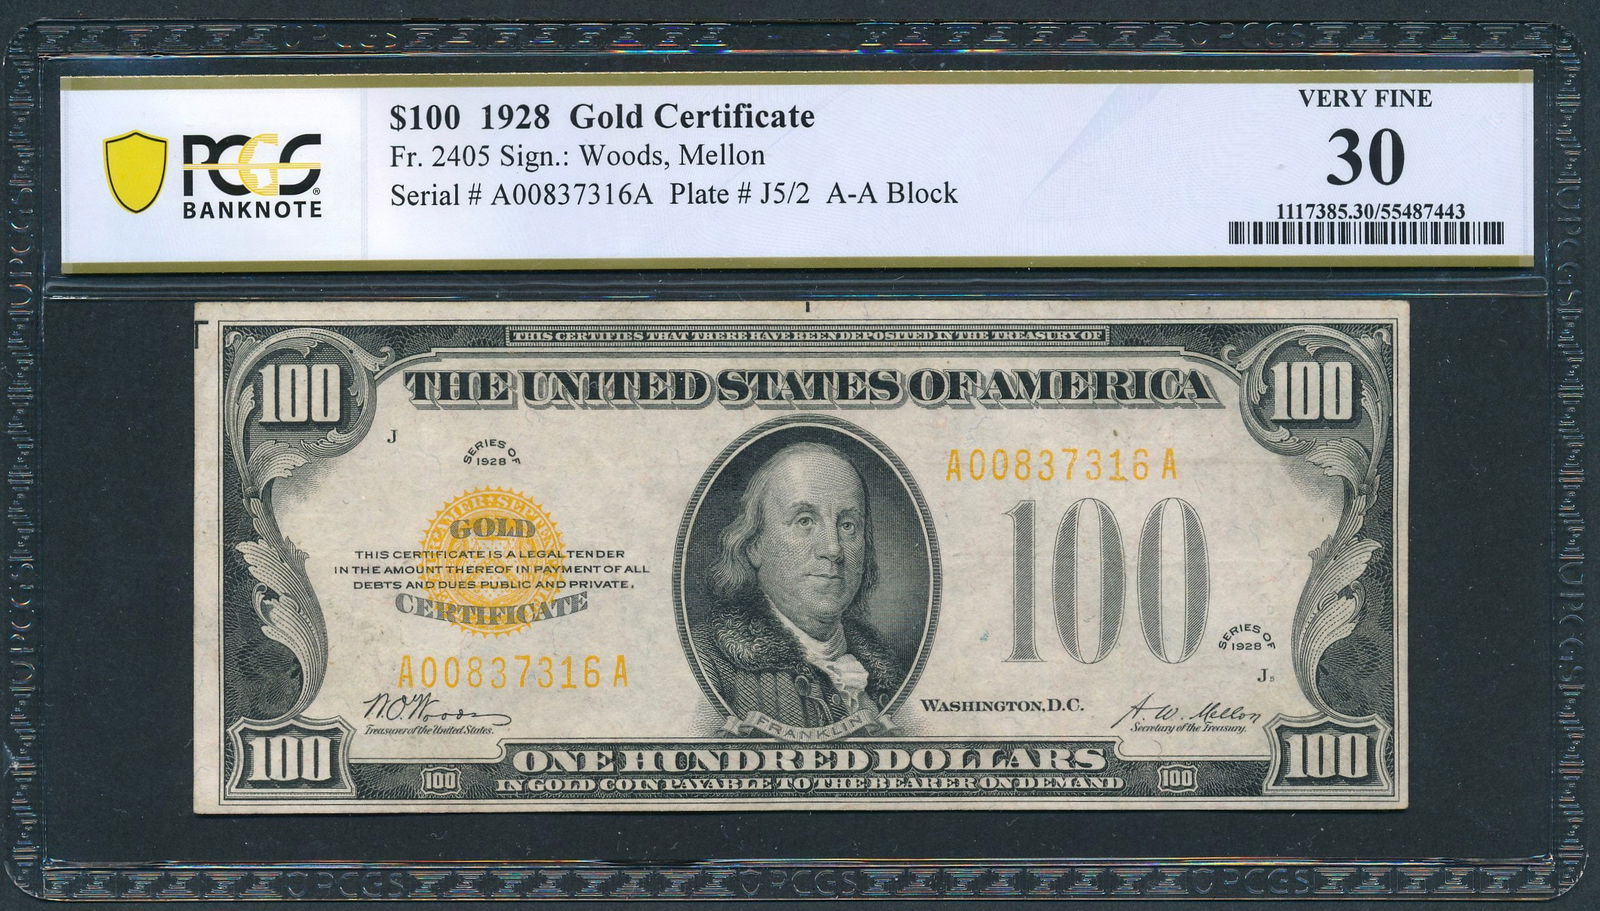 $100 1928 Gold Certificate
Fr. 2405 Sign.: Woods, Mellon
Serial # A00837316A Plate # J5/2 A-A Block
PCGS
BANKNOTE
VERY FINE
30
1117385.30/55487443
THIS CERTIFIES THAT THERE HAVE BEEN DEPOSITED IN THE TREASURY OF
100
THE UNITED STATES OF AMERICA
100
J
SERIES OF
1928
A00837316A
GOLD
THIS CERTIFICATE IS A LEGAL TENDER
IN THE AMOUNT THEREOF IN PAYMENT OF ALL
DEBTS AND DUES PUBLIC AND PRIVATE.
CERTIFICATE
100
SERIES OF
1928
A00837316A
J5
W.O. Woods
Treasurer of the United States.
WASHINGTON, D.C.
A. W. Mellon
Secretary of the Treasury.
FRANKLIN
100
ONE HUNDRED DOLLARS
100
100
IN GOLD COIN PAYABLE TO THE BEARER ON DEMAND
100